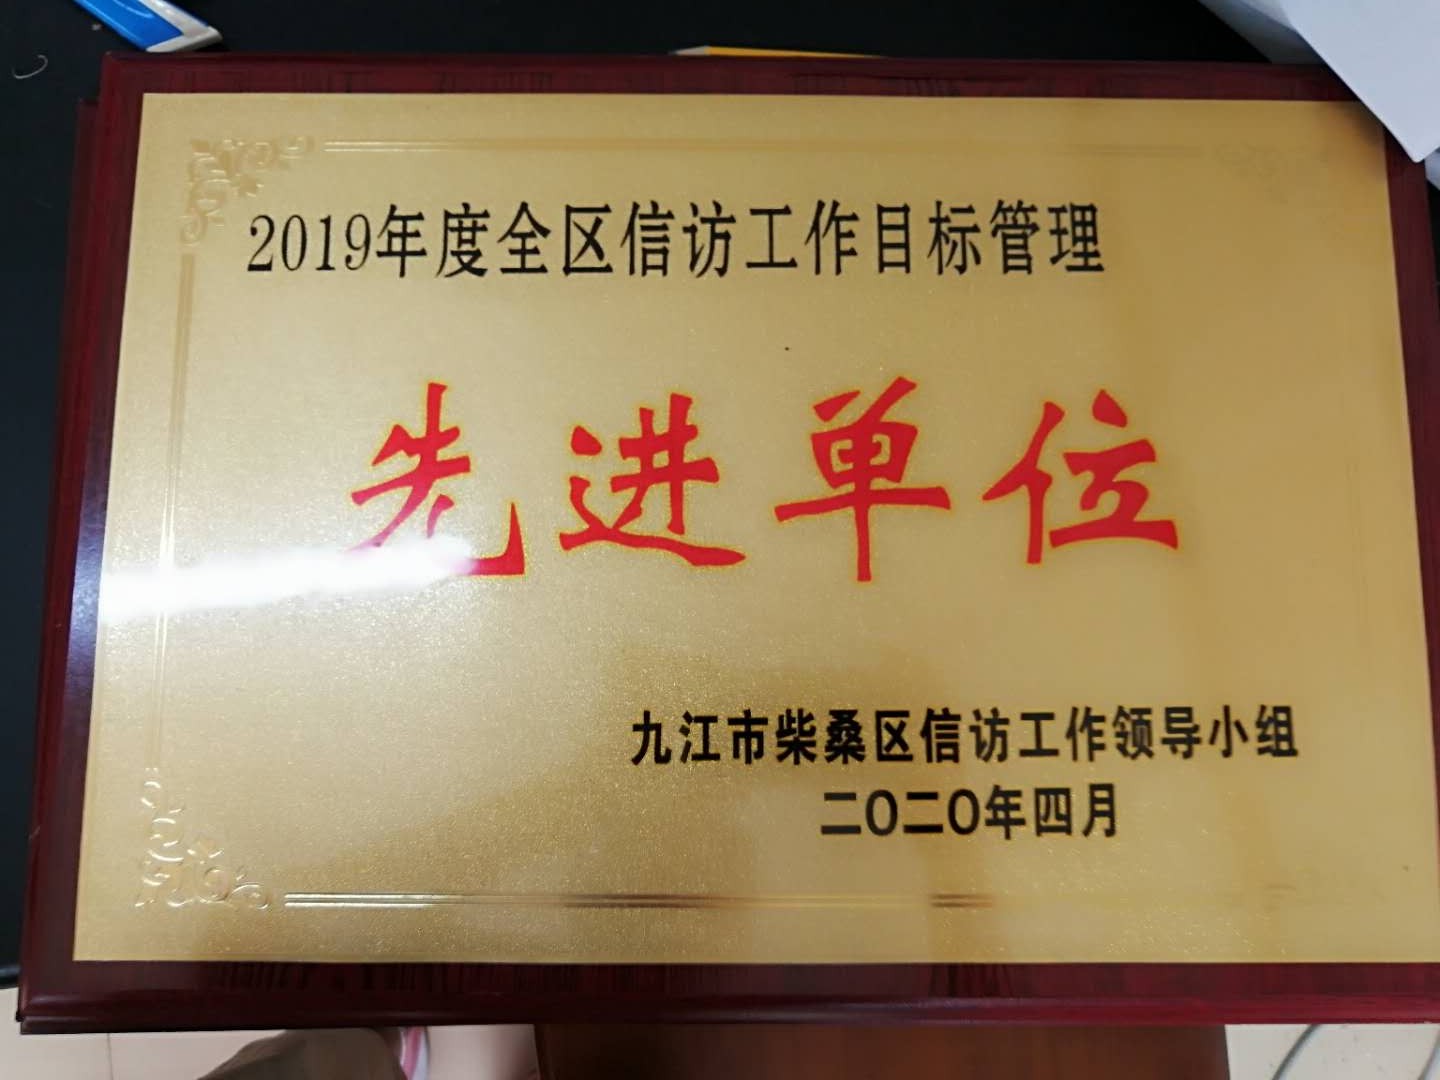 2019年度全区信访工作目标管理
先进单位
九江市柴桑区信访工作领导小组
二〇二〇年四月